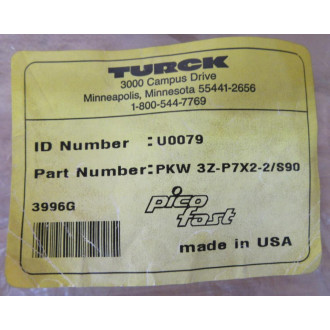 TURCK
3000 Campus Drive
Minneapolis, Minnesota 55441-2656
1-800-544-7769
ID Number : U0079
Part Number: PKW 3Z-P7X2-2/S90
3996G
pico fast
made in USA